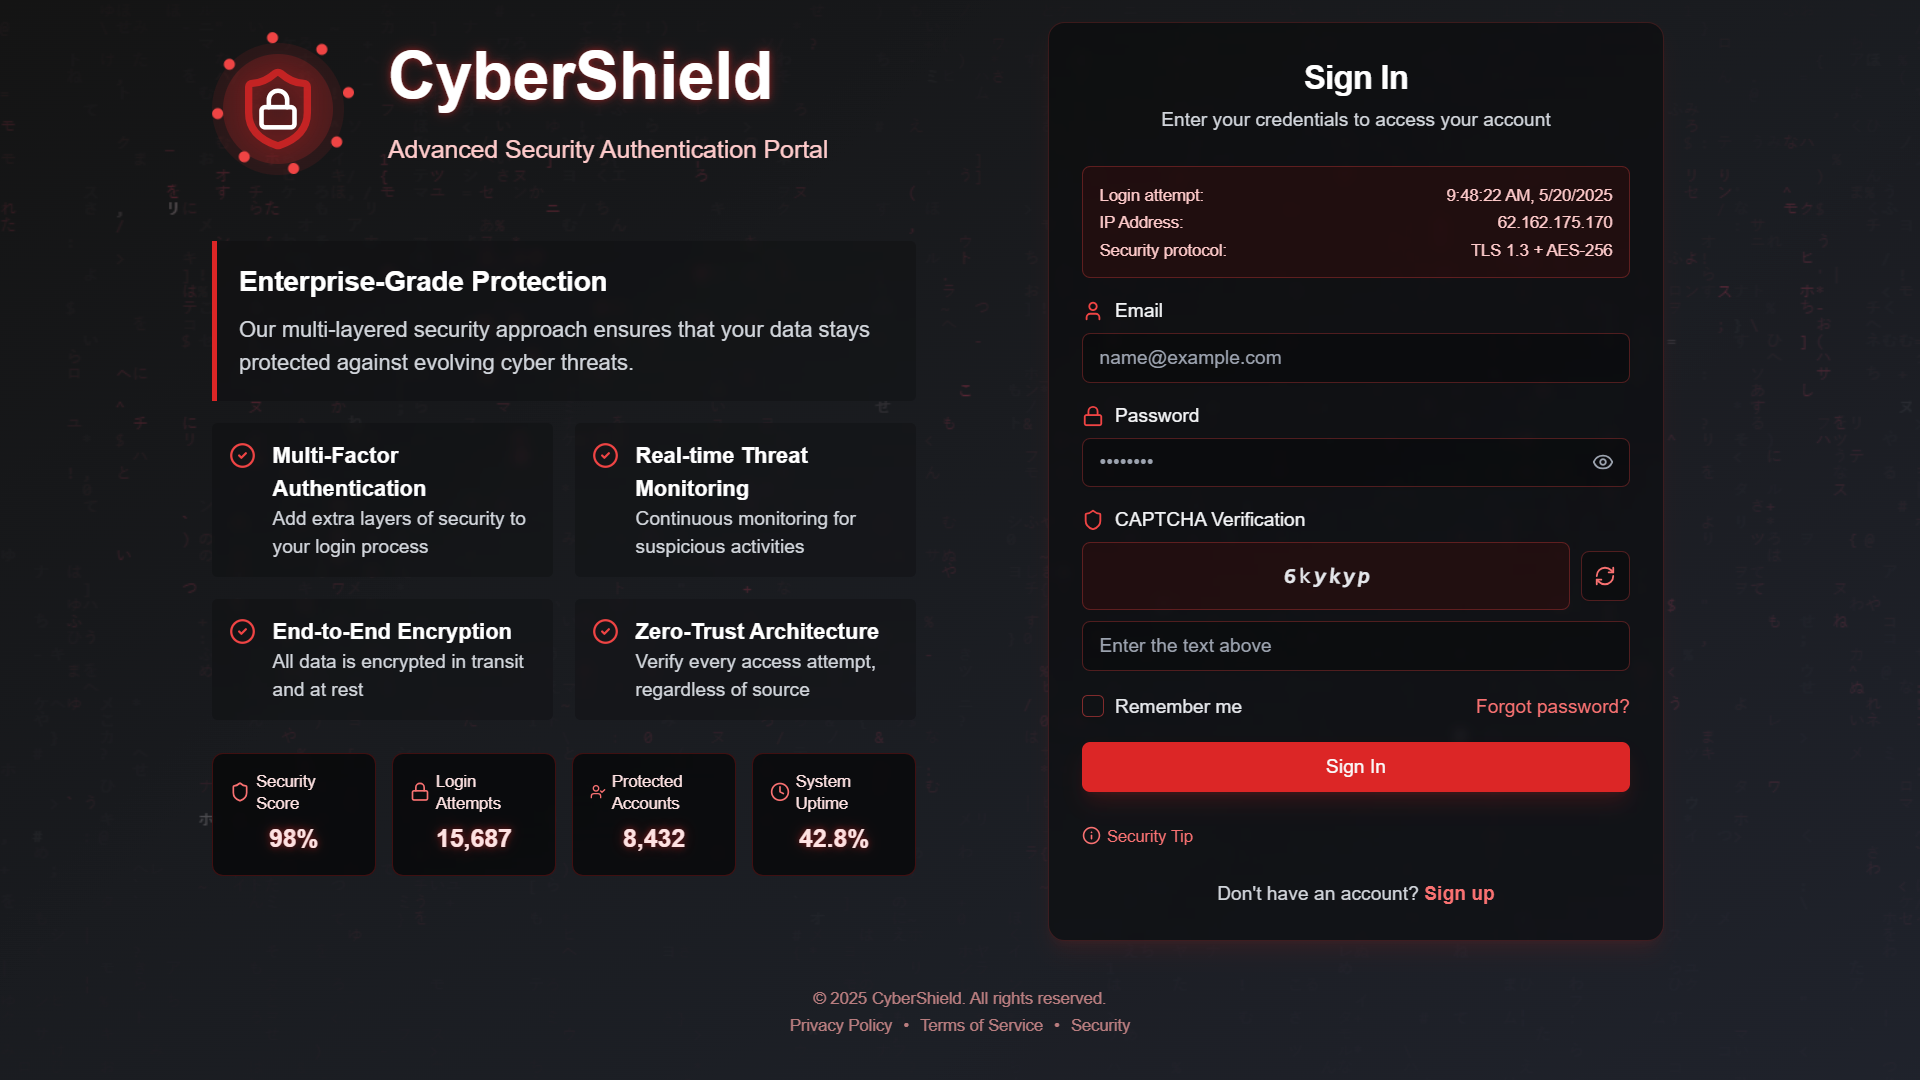 CyberShield
Advanced Security Authentication Portal
Enterprise-Grade Protection
Our multi-layered security approach ensures that your data stays
protected against evolving cyber threats.
Multi-Factor
Authentication
Add extra layers of security to
your login process
Real-time Threat
Monitoring
Continuous monitoring for
suspicious activities
End-to-End Encryption
All data is encrypted in transit
and at rest
Zero-Trust Architecture
Verify every access attempt,
regardless of source
Security
Score
98%
Login
Attempts
15,687
Protected
Accounts
8,432
System
Uptime
42.8%
Sign In
Enter your credentials to access your account
Login attempt: 9:48:22 AM, 5/20/2025
IP Address: 62.162.175.170
Security protocol: TLS 1.3 + AES-256
Email
name@example.com
Password
••••••••
CAPTCHA Verification
6kykyp
Enter the text above
Remember me Forgot password?
Sign In
Security Tip
Don't have an account? Sign up
© 2025 CyberShield. All rights reserved.
Privacy Policy • Terms of Service • Security